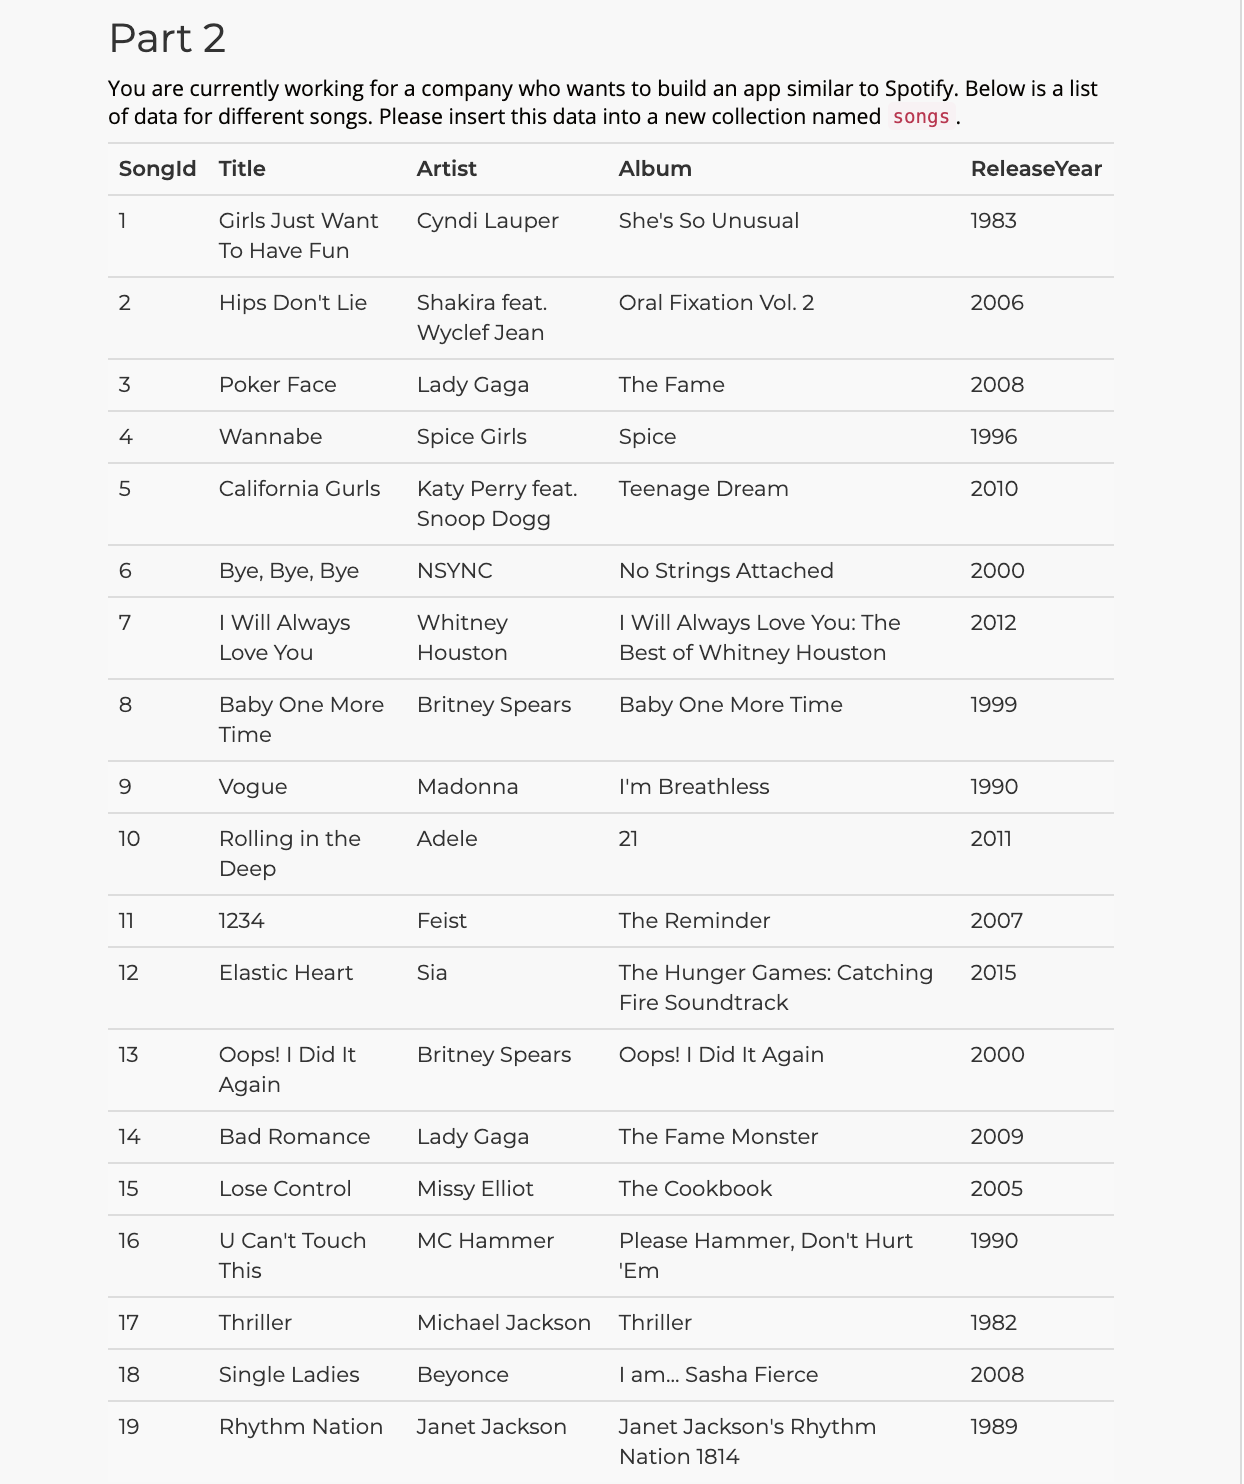 Part 2
You are currently working for a company who wants to build an app similar to Spotify. Below is a list
of data for different songs. Please insert this data into a new collection named songs .
SongId Title Artist Album ReleaseYear
1 Girls Just Want Cyndi Lauper She's So Unusual 1983
To Have Fun
2 Hips Don't Lie Shakira feat. Oral Fixation Vol. 2 2006
Wyclef Jean
3 Poker Face Lady Gaga The Fame 2008
4 Wannabe Spice Girls Spice 1996
5 California Gurls Katy Perry feat. Teenage Dream 2010
Snoop Dogg
6 Bye, Bye, Bye NSYNC No Strings Attached 2000
7 I Will Always Whitney I Will Always Love You: The 2012
Love You Houston Best of Whitney Houston
8 Baby One More Britney Spears Baby One More Time 1999
Time
9 Vogue Madonna I'm Breathless 1990
10 Rolling in the Adele 21 2011
Deep
11 1234 Feist The Reminder 2007
12 Elastic Heart Sia The Hunger Games: Catching 2015
Fire Soundtrack
13 Oops! I Did It Britney Spears Oops! I Did It Again 2000
Again
14 Bad Romance Lady Gaga The Fame Monster 2009
15 Lose Control Missy Elliot The Cookbook 2005
16 U Can't Touch MC Hammer Please Hammer, Don't Hurt 1990
This 'Em
17 Thriller Michael Jackson Thriller 1982
18 Single Ladies Beyonce I am... Sasha Fierce 2008
19 Rhythm Nation Janet Jackson Janet Jackson's Rhythm 1989
Nation 1814